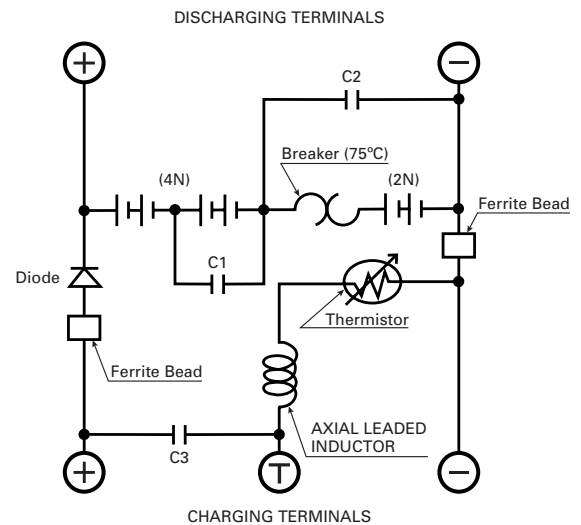 DISCHARGING TERMINALS
+
−
C2
Breaker (75ºC)
(4N)
(2N)
Ferrite Bead
C1
Diode
Thermistor
Ferrite Bead
AXIAL LEADED
INDUCTOR
C3
+
T
−
CHARGING TERMINALS